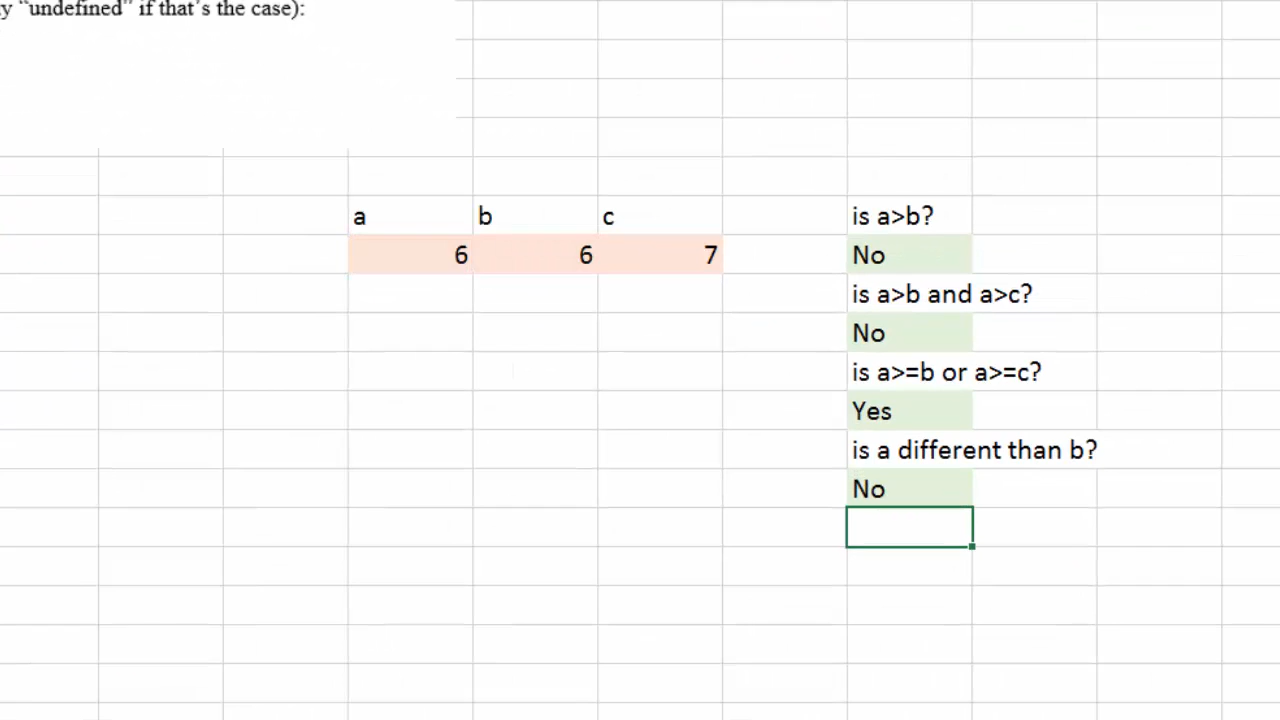 "undefined" if that's the case):
a b c is a>b?
6 6 7 No
is a>b and a>c?
No
is a>=b or a>=c?
Yes
is a different than b?
No